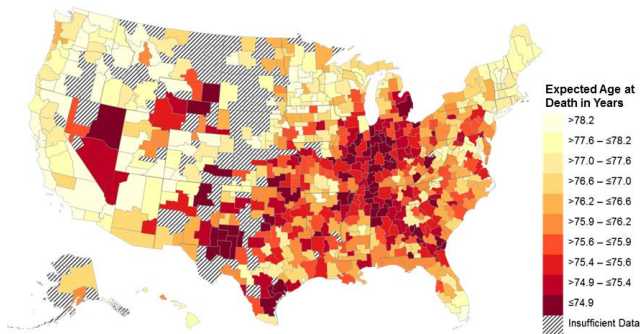 Expected Age at
Death in Years
>78.2
>77.6 – ≤78.2
>77.0 – ≤77.6
>76.6 – ≤77.0
>76.2 – ≤76.6
>75.9 – ≤76.2
>75.6 – ≤75.9
>75.4 – ≤75.6
>74.9 – ≤75.4
≤74.9
Insufficient Data